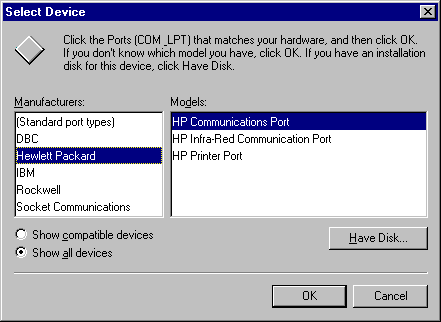 Select Device
Click the Ports (COM_LPT) that matches your hardware, and then click OK.
If you don't know which model you have, click OK. If you have an installation
disk for this device, click Have Disk.
Manufacturers:
Models:
(Standard port types)
DBC
Hewlett Packard
IBM
Rockwell
Socket Communications
HP Communications Port
HP Infra-Red Communication Port
HP Printer Port
Show compatible devices
Show all devices
Have Disk...
OK
Cancel